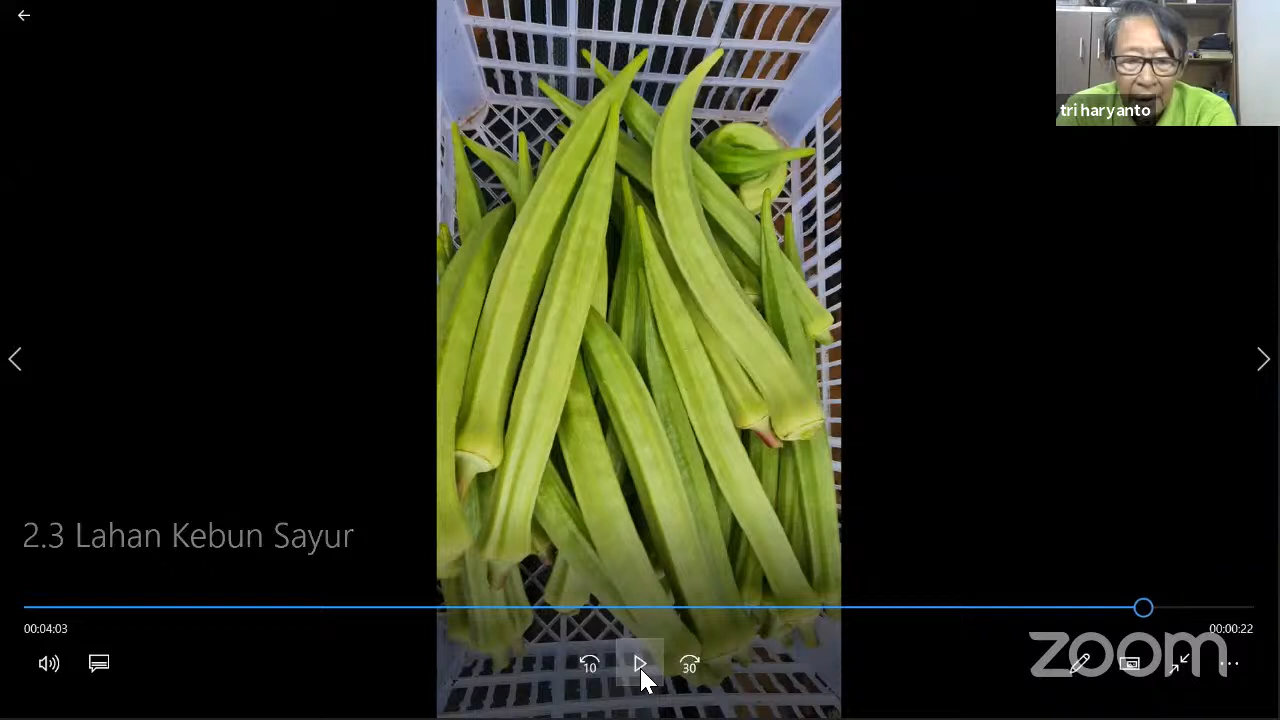 tri haryanto
2.3 Lahan Kebun Sayur
00:04:03
00:00:22
10
30
zoom